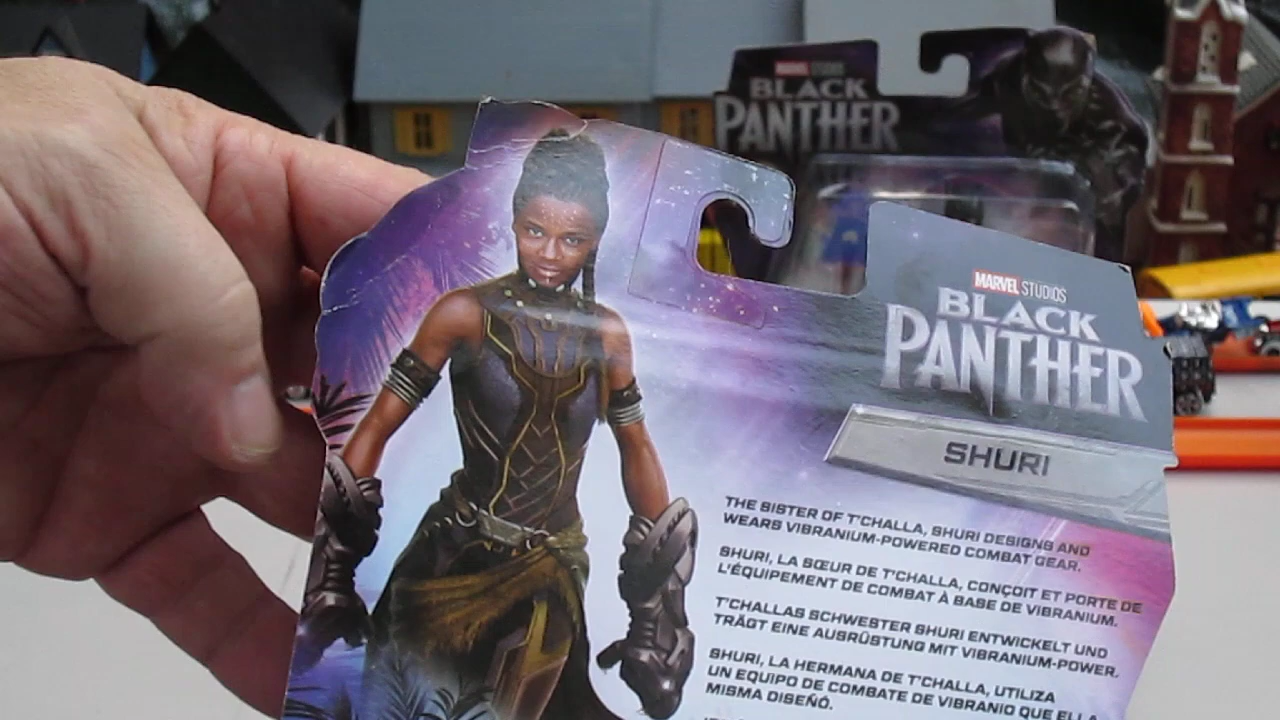 MARVEL STUDIOS
BLACK
PANTHER
MARVEL STUDIOS
BLACK
PANTHER
SHURI
THE SISTER OF T'CHALLA, SHURI DESIGNS AND
WEARS VIBRANIUM-POWERED COMBAT GEAR.
SHURI, LA SŒUR DE T'CHALLA, CONÇOIT ET PORTE DE
L'ÉQUIPEMENT DE COMBAT À BASE DE VIBRANIUM.
T'CHALLAS SCHWESTER SHURI ENTWICKELT UND
TRÄGT EINE AUSRÜSTUNG MIT VIBRANIUM-POWER.
SHURI, LA HERMANA DE T'CHALLA, UTILIZA
UN EQUIPO DE COMBATE DE VIBRANIO QUE ELLA
MISMA DISEÑÓ.